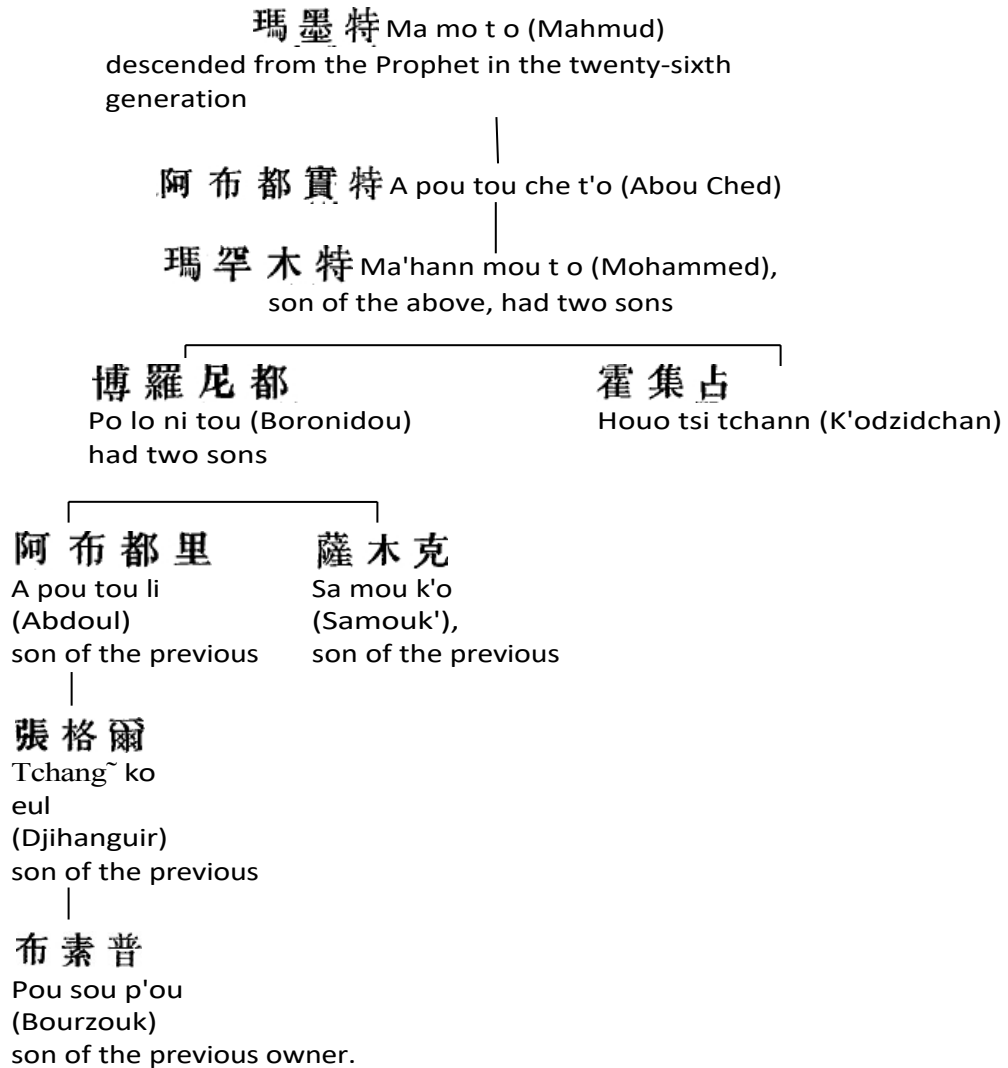 瑪墨特 Ma mo t o (Mahmud)
descended from the Prophet in the twenty-sixth
generation
阿布都實特 A pou tou che t'o (Abou Ched)
瑪罕木特 Ma'hann mou t o (Mohammed),
son of the above, had two sons
博羅尼都
Po lo ni tou (Boronidou)
had two sons
霍集占
Houo tsi tchann (K'odzidchan)
阿布都里
A pou tou li
(Abdoul)
son of the previous
薩木克
Sa mou k'o
(Samouk'),
son of the previous
張格爾
Tchang˜ ko
eul
(Djihanguir)
son of the previous
布素普
Pou sou p'ou
(Bourzouk)
son of the previous owner.